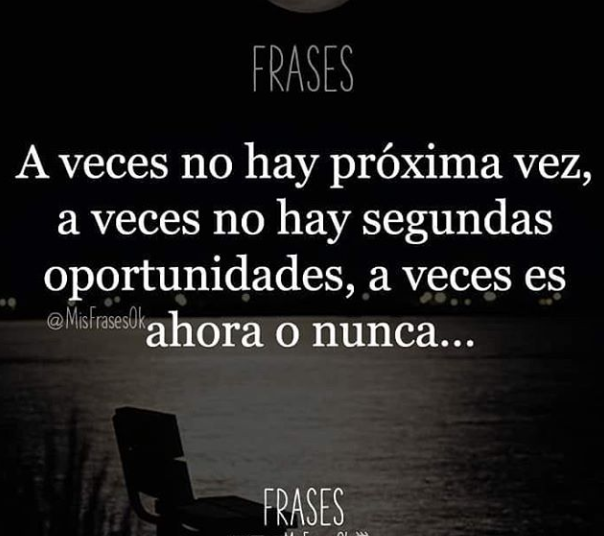 FRASES
A veces no hay próxima vez,
a veces no hay segundas
oportunidades, a veces es
@MisFrasesOk
ahora o nunca...
FRASES